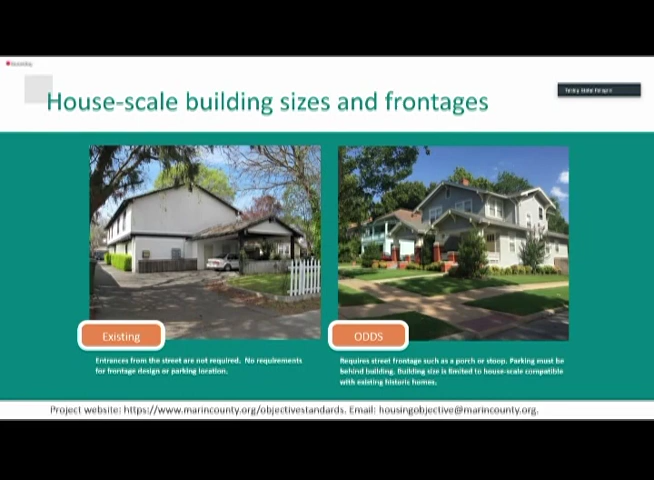 House-scale building sizes and frontages
Existing
ODDS
Entrances from the street are not required. No requirements
for frontage design or parking location.
Requires street frontage such as a porch or stoop. Parking must be
behind building. Building size is limited to house-scale compatible
with existing historic homes.
Project website: https://www.marincounty.org/objectivestandards. Email: housingobjective@marincounty.org.